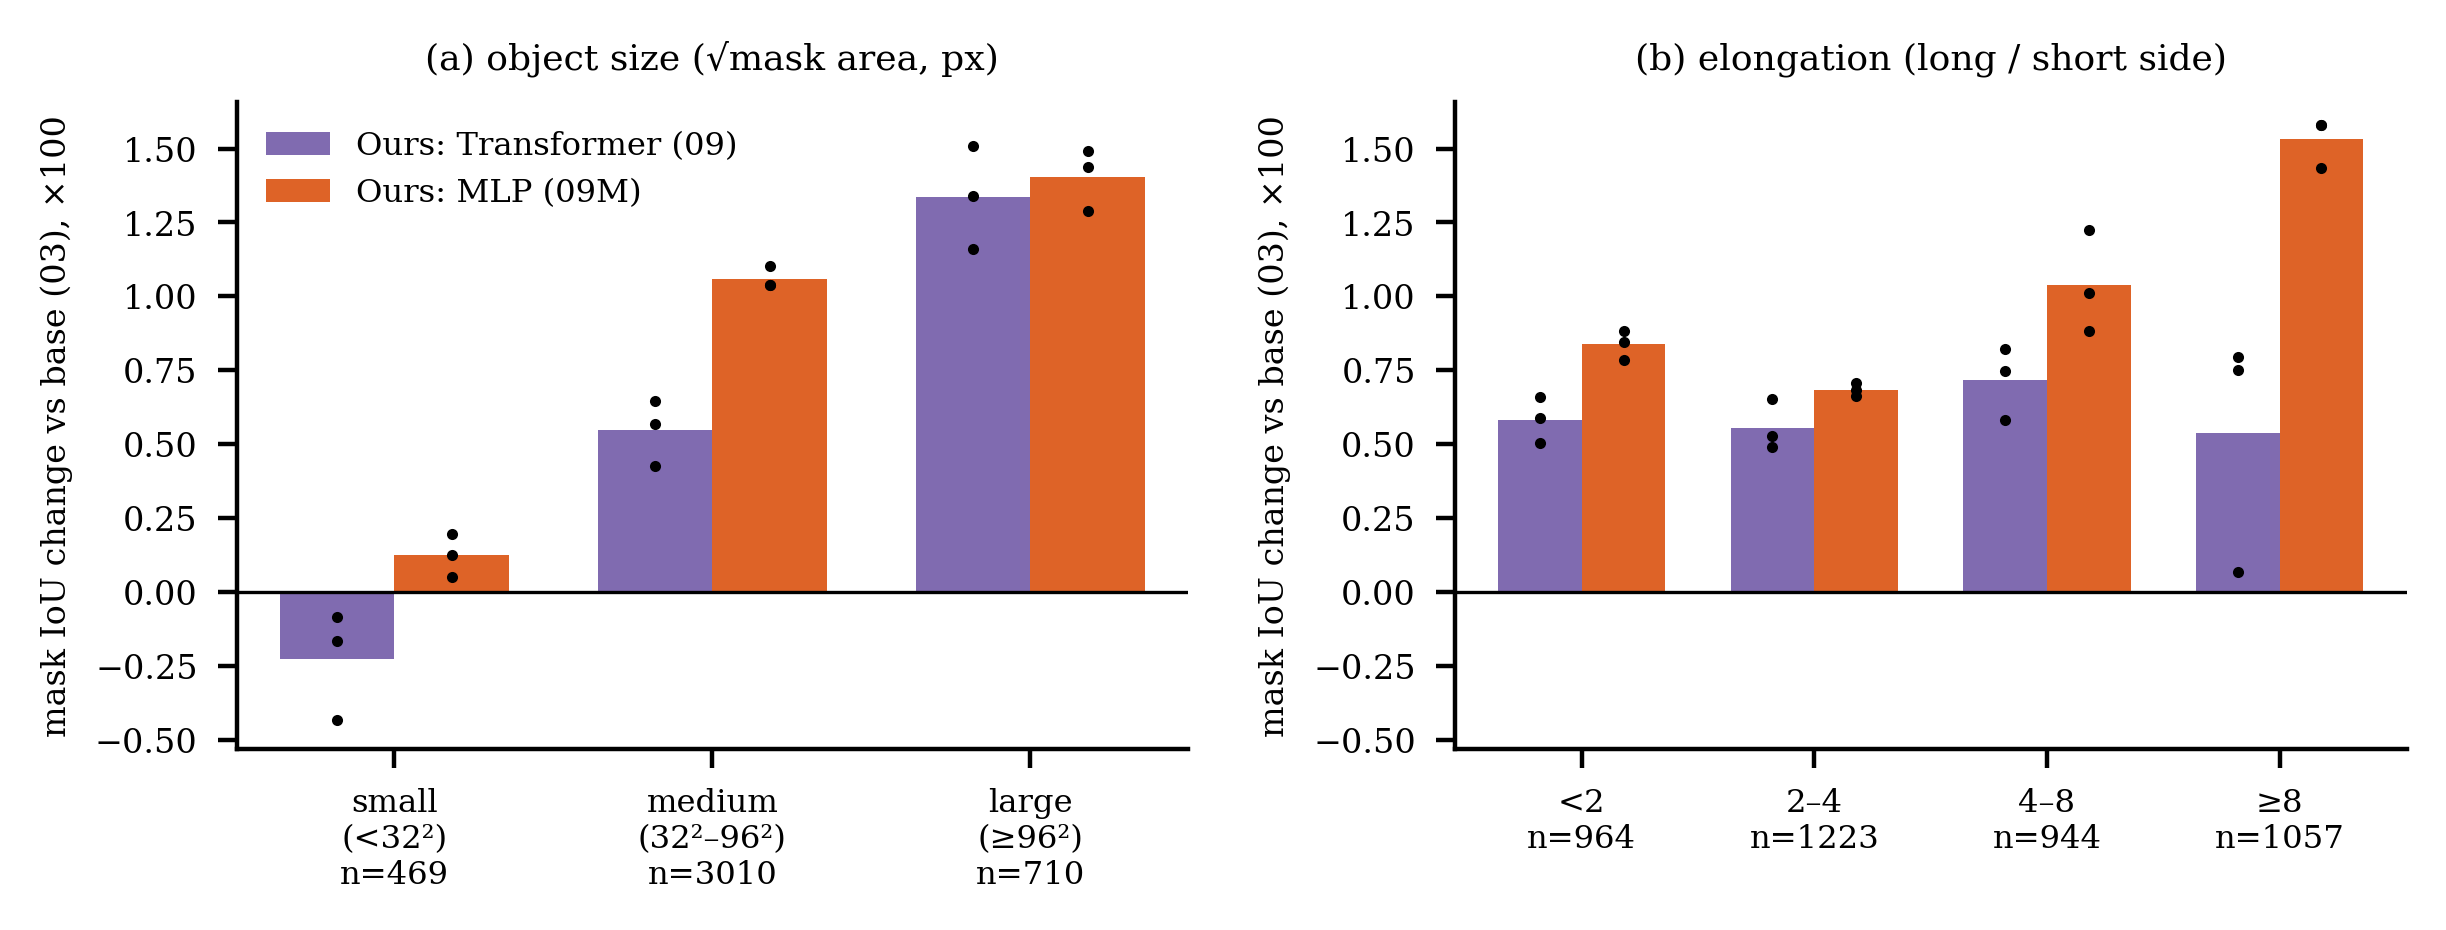 (a) object size (√mask area, px)
mask IoU change vs base (03), ×100
1.50
1.25
1.00
0.75
0.50
0.25
0.00
−0.25
−0.50
Ours: Transformer (09)
Ours: MLP (09M)
small
(<32²)
n=469
medium
(32²–96²)
n=3010
large
(≥96²)
n=710
(b) elongation (long / short side)
mask IoU change vs base (03), ×100
1.50
1.25
1.00
0.75
0.50
0.25
0.00
−0.25
−0.50
<2
n=964
2–4
n=1223
4–8
n=944
≥8
n=1057